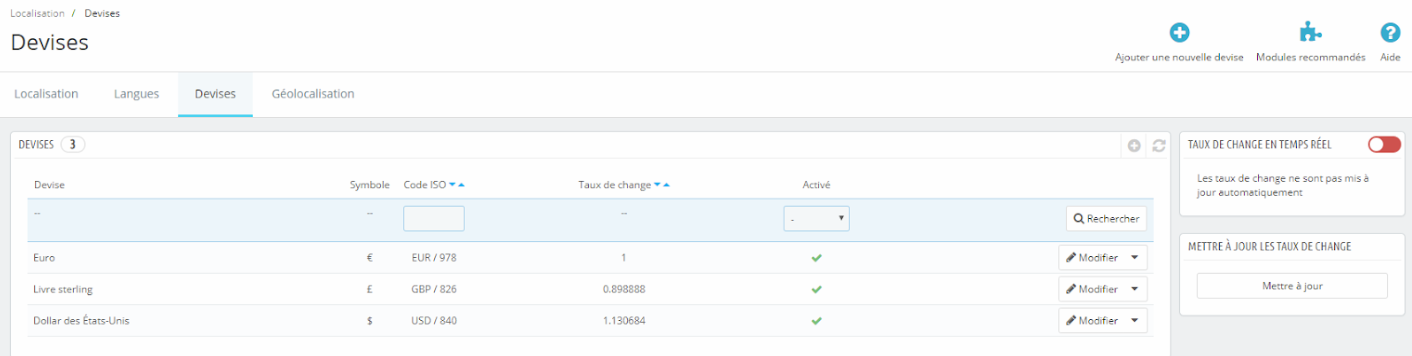 Localisation / Devises
Devises
Ajouter une nouvelle devise Modules recommandés Aide
Localisation Langues Devises Géolocalisation
DEVISES 3
Devise Symbole Code ISO Taux de change Activé
-- -- -- - Rechercher
Euro € EUR / 978 1 Modifier
Livre sterling £ GBP / 826 0.898888 Modifier
Dollar des États-Unis $ USD / 840 1.130684 Modifier
TAUX DE CHANGE EN TEMPS RÉEL
Les taux de change ne sont pas mis à
jour automatiquement
METTRE À JOUR LES TAUX DE CHANGE
Mettre à jour